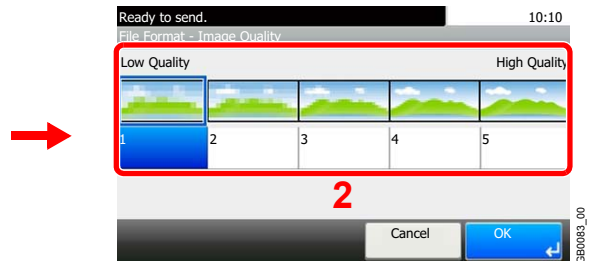 Ready to send. 10:10
File Format - Image Quality
Low Quality High Quality
1 2 3 4 5
2
Cancel OK
GB0083_00